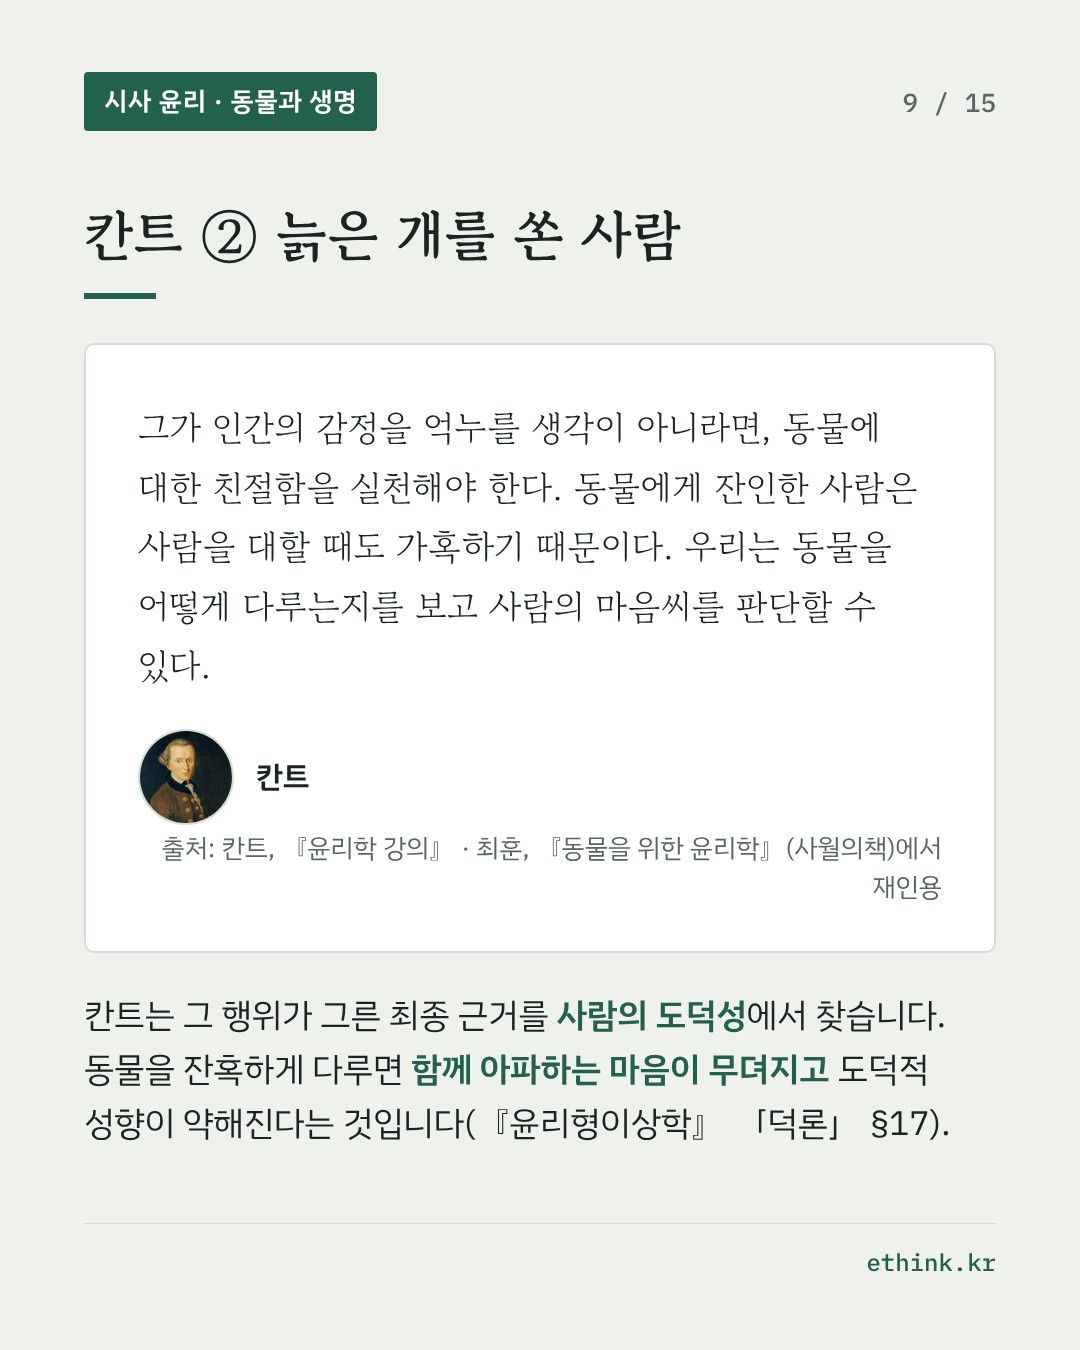 시사 윤리 · 동물과 생명
9 / 15
칸트 ② 늙은 개를 쏜 사람
그가 인간의 감정을 억누를 생각이 아니라면, 동물에
대한 친절함을 실천해야 한다. 동물에게 잔인한 사람은
사람을 대할 때도 가혹하기 때문이다. 우리는 동물을
어떻게 다루는지를 보고 사람의 마음씨를 판단할 수
있다.
칸트
출처: 칸트, 『윤리학 강의』 · 최훈, 『동물을 위한 윤리학』(사월의책)에서
재인용
칸트는 그 행위가 그른 최종 근거를 사람의 도덕성에서 찾습니다.
동물을 잔혹하게 다루면 함께 아파하는 마음이 무뎌지고 도덕적
성향이 약해진다는 것입니다(『윤리형이상학』 「덕론」 §17).
ethink.kr